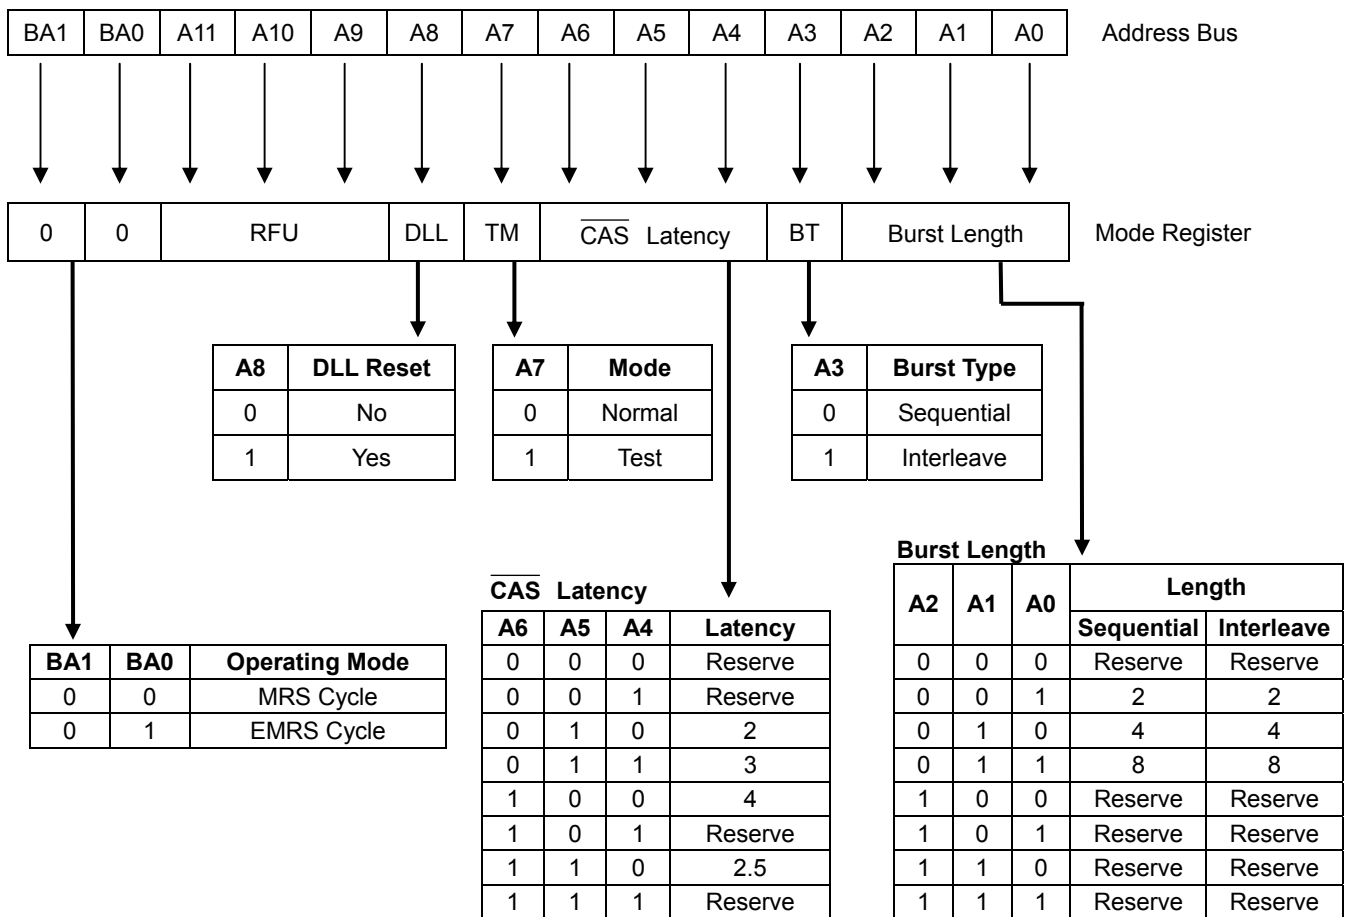 BA1 BA0 A11 A10 A9 A8 A7 A6 A5 A4 A3 A2 A1 A0 Address Bus
0 0 RFU DLL TM CAS Latency BT Burst Length Mode Register
A8 DLL Reset
0 No
1 Yes
A7 Mode
0 Normal
1 Test
A3 Burst Type
0 Sequential
1 Interleave
BA1 BA0 Operating Mode
0 0 MRS Cycle
0 1 EMRS Cycle
CAS Latency
A6 A5 A4 Latency
0 0 0 Reserve
0 0 1 Reserve
0 1 0 2
0 1 1 3
1 0 0 4
1 0 1 Reserve
1 1 0 2.5
1 1 1 Reserve
Burst Length
A2 A1 A0 Length
Sequential Interleave
0 0 0 Reserve Reserve
0 0 1 2 2
0 1 0 4 4
0 1 1 8 8
1 0 0 Reserve Reserve
1 0 1 Reserve Reserve
1 1 0 Reserve Reserve
1 1 1 Reserve Reserve